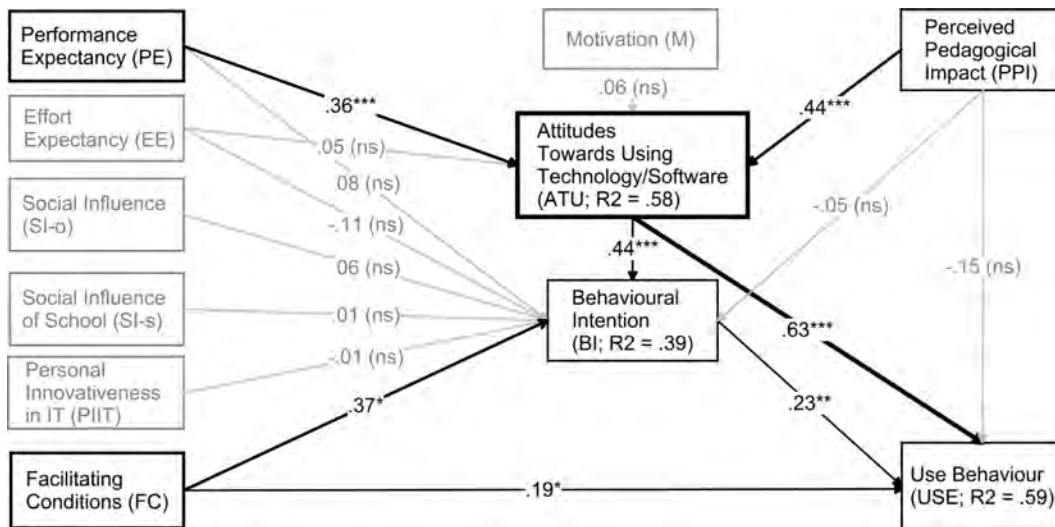 Performance
Expectancy (PE)
Motivation (M)
Perceived
Pedagogical
Impact (PPI)
.06 (ns)
.36***
.44***
Effort
Expectancy (EE)
Attitudes
Towards Using
Technology/Software
(ATU; R2 = .58)
.05 (ns)
.08 (ns)
Social Influence
(SI-o)
-.11 (ns)
-.05 (ns)
.44***
-.15 (ns)
.06 (ns)
Social Influence
of School (SI-s)
.01 (ns)
Behavioural
Intention
(BI; R2 = .39)
.63***
Personal
Innovativeness
in IT (PIIT)
-.01 (ns)
.37*
.23**
Facilitating
Conditions (FC)
.19*
Use Behaviour
(USE; R2 = .59)